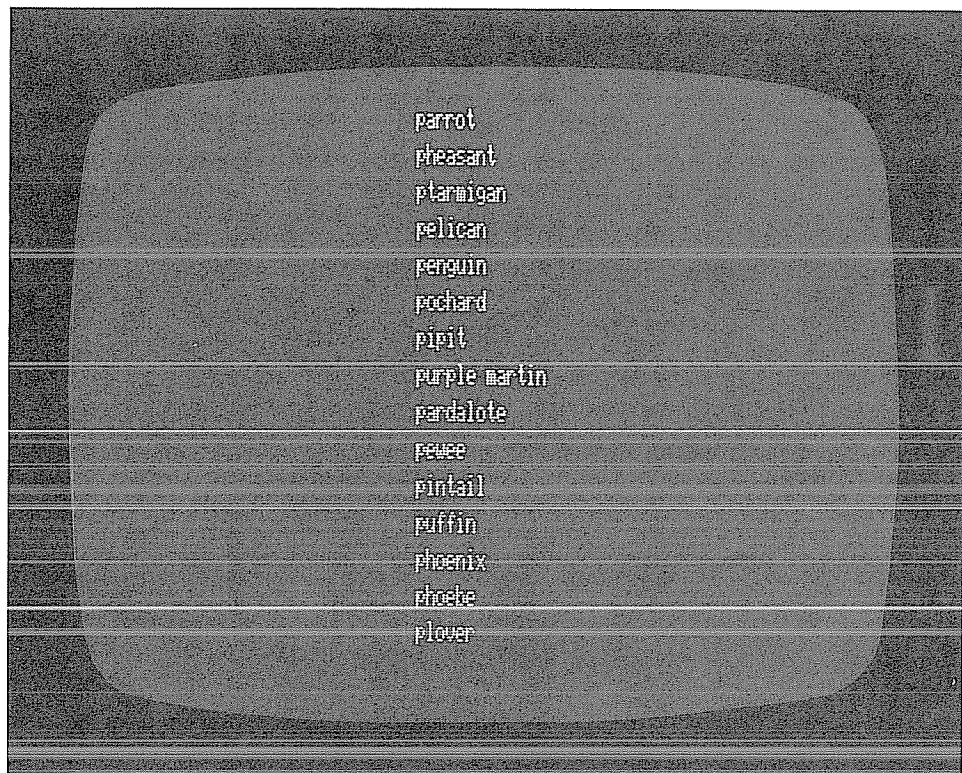 parrot
pheasant
ptarmigan
pelican
penguin
pochard
pipit
purple martin
pardalote
pewee
pintail
puffin
phoenix
phoebe
plover